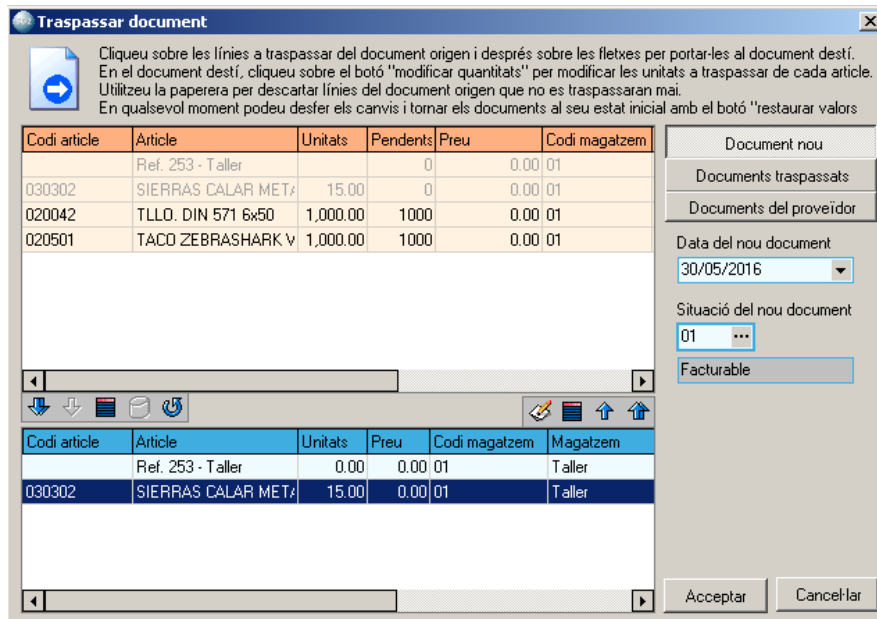 Traspassar document
Cliqueu sobre les línies a traspassar del document origen i després sobre les fletxes per portar-les al document destí.
En el document destí, cliqueu sobre el botó "modificar quantitats" per modificar les unitats a traspassar de cada article.
Utilitzeu la paperera per descartar línies del document origen que no es traspassaran mai.
En qualsevol moment podeu desfer els canvis i tornar els documents al seu estat inicial amb el botó "restaurar valors
Codi article Article Unitats Pendents Preu Codi magatzem
Ref. 253 - Taller 0 0.00 01
030302 SIERRAS CALAR META 15.00 0 0.00 01
020042 TLLO. DIN 571 6x50 1,000.00 1000 0.00 01
020501 TACO ZEBRASHARK V 1,000.00 1000 0.00 01
Document nou
Documents traspassats
Documents del proveïdor
Data del nou document
30/05/2016
Situació del nou document
01 ...
Facturable
Codi article Article Unitats Preu Codi magatzem Magatzem
Ref. 253 - Taller 0.00 0.00 01 Taller
030302 SIERRAS CALAR META 15.00 0.00 01 Taller
Acceptar Cancel·lar